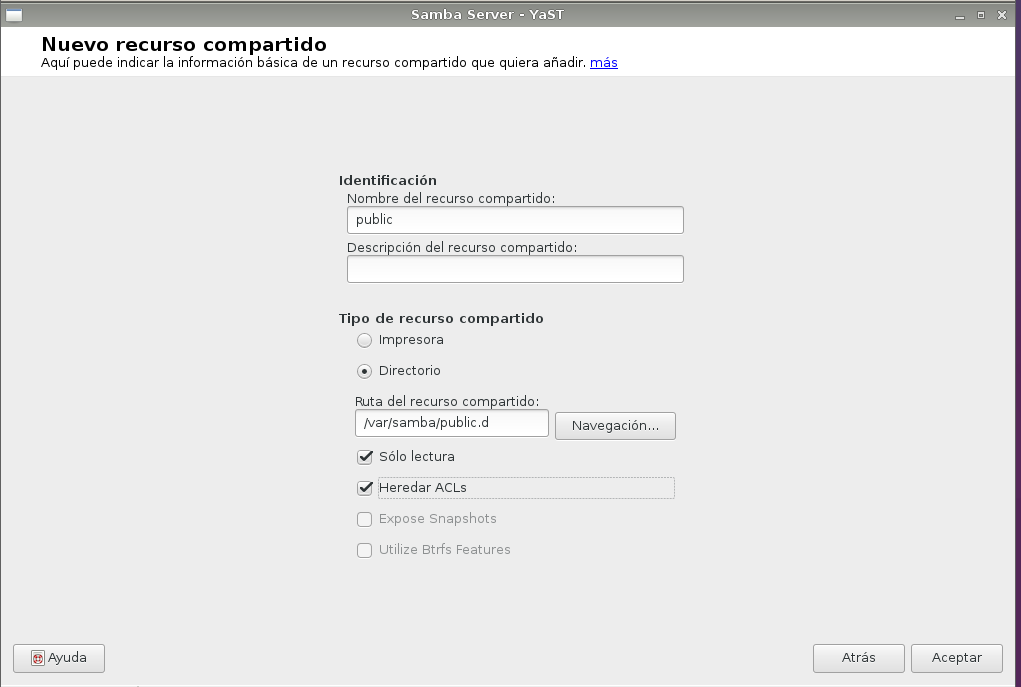 Samba Server - YaST
Nuevo recurso compartido
Aquí puede indicar la información básica de un recurso compartido que quiera añadir. más
Identificación
Nombre del recurso compartido:
public
Descripción del recurso compartido:
Tipo de recurso compartido
Impresora
Directorio
Ruta del recurso compartido:
/var/samba/public.d
Navegación...
Sólo lectura
Heredar ACLs
Expose Snapshots
Utilize Btrfs Features
Ayuda
Atrás
Aceptar